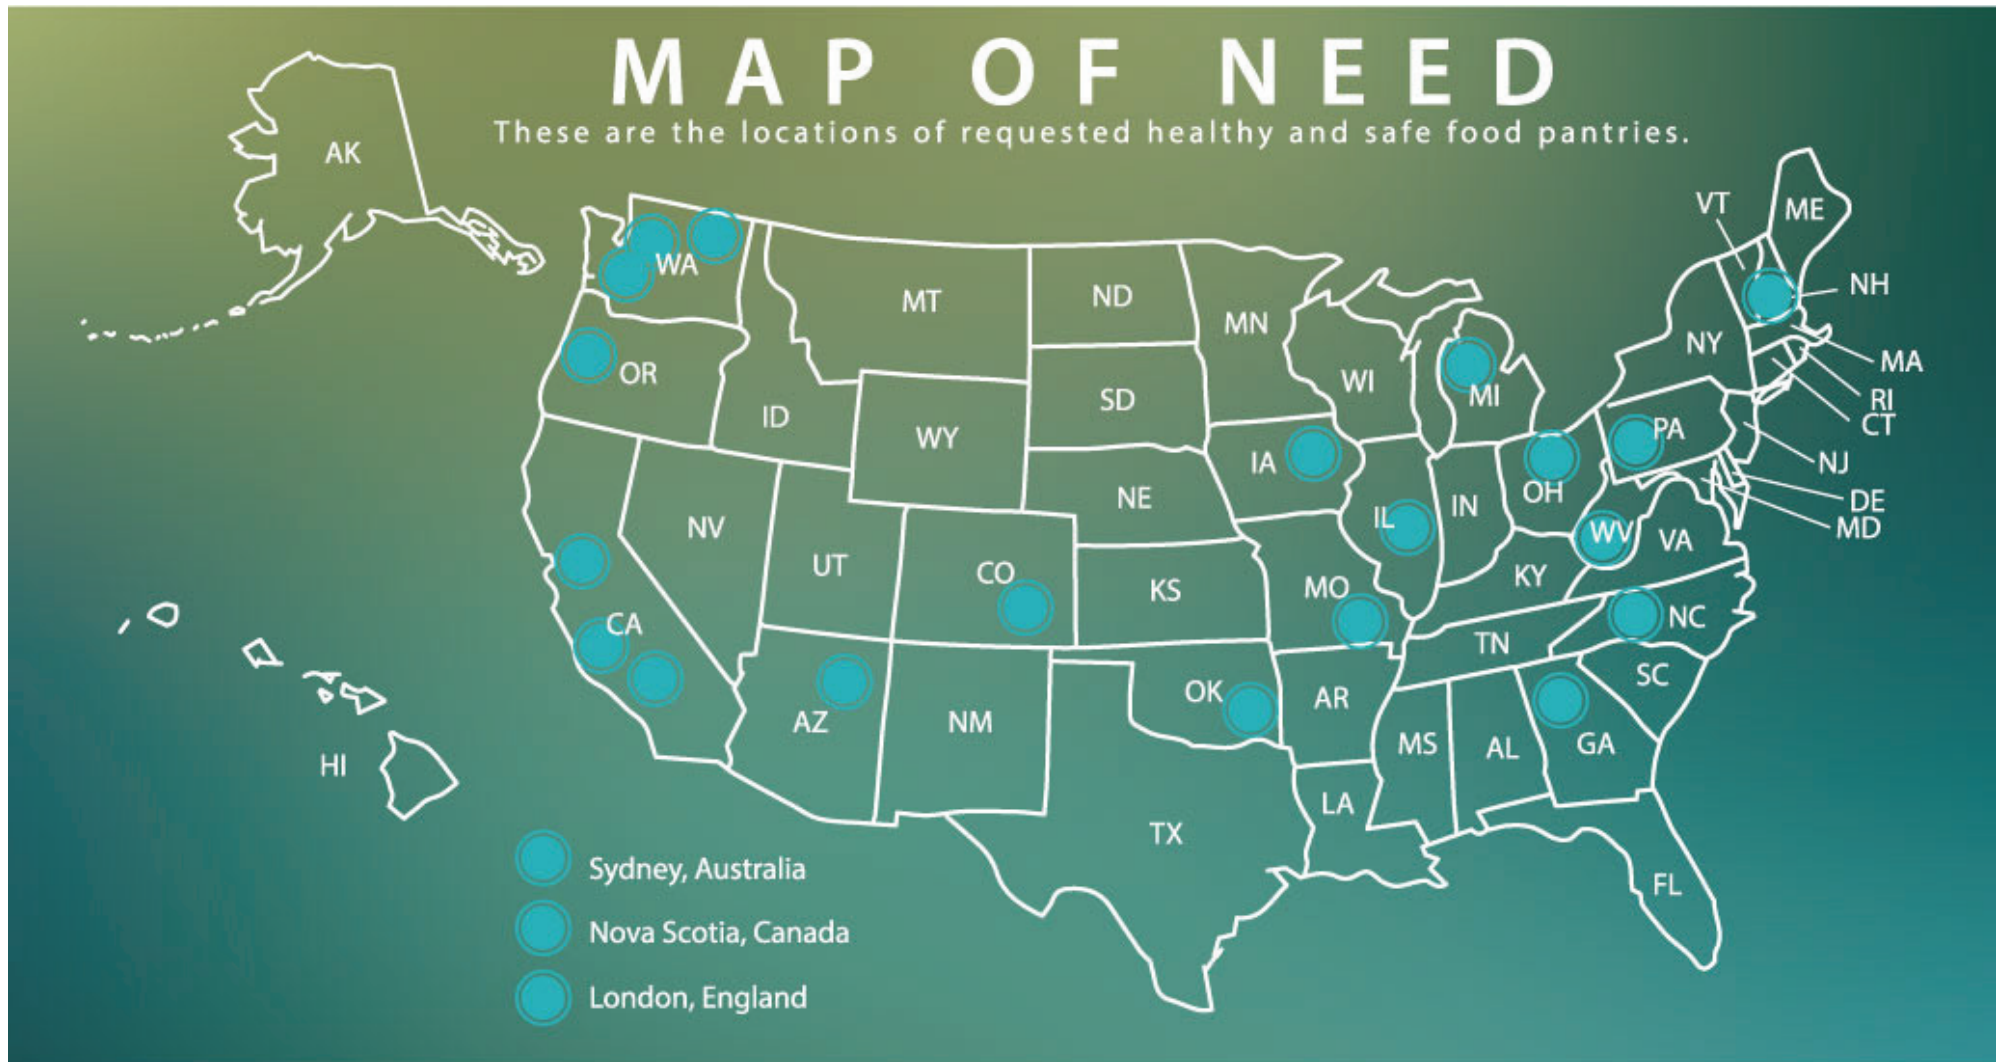 MAP OF NEED
These are the locations of requested healthy and safe food pantries.
AK
VT
ME
WA
MT
ND
MN
NH
OR
ID
WY
SD
WI
MI
NY
MA
RI
CT
IA
PA
NJ
NV
UT
CO
NE
IL
IN
OH
WV
VA
DE
MD
CA
KS
MO
KY
TN
NC
AZ
NM
OK
AR
MS
AL
GA
SC
HI
TX
LA
FL
Sydney, Australia
Nova Scotia, Canada
London, England